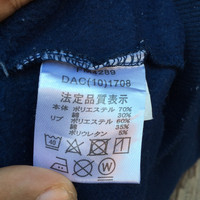 DAC(10)1708
法定品質表示
本体 ポリエステル 70%
綿 30%
リブ ポリエステル 60%
綿 35%
ポリウレタン 5%
40